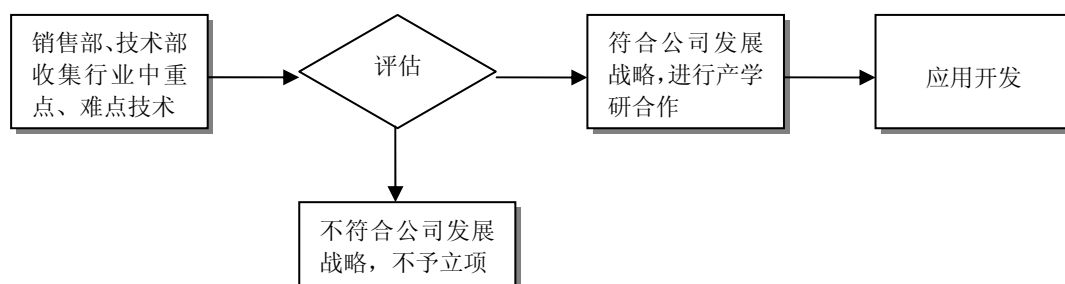 销售部、技术部
收集行业中重
点、难点技术
评估
符合公司发展
战略,进行产学
研合作
应用开发
不符合公司发展
战略，不予立项